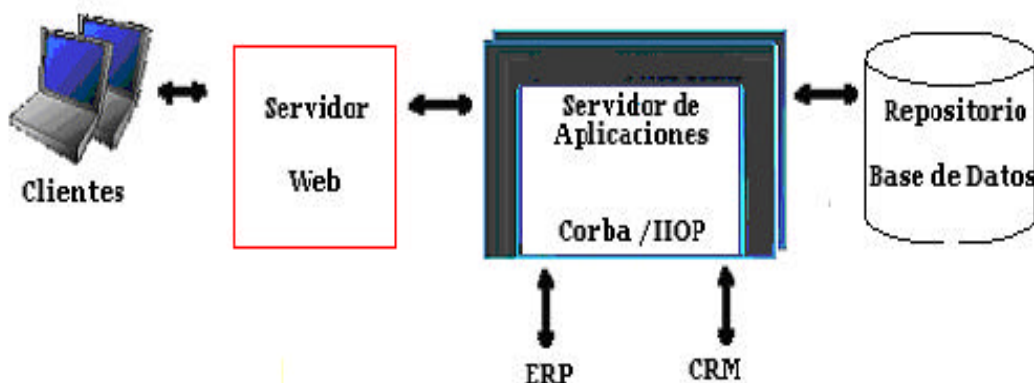 Clientes
Servidor
Web
Servidor de
Aplicaciones
Corba /IIOP
Repositorio
Base de Datos
ERP
CRM